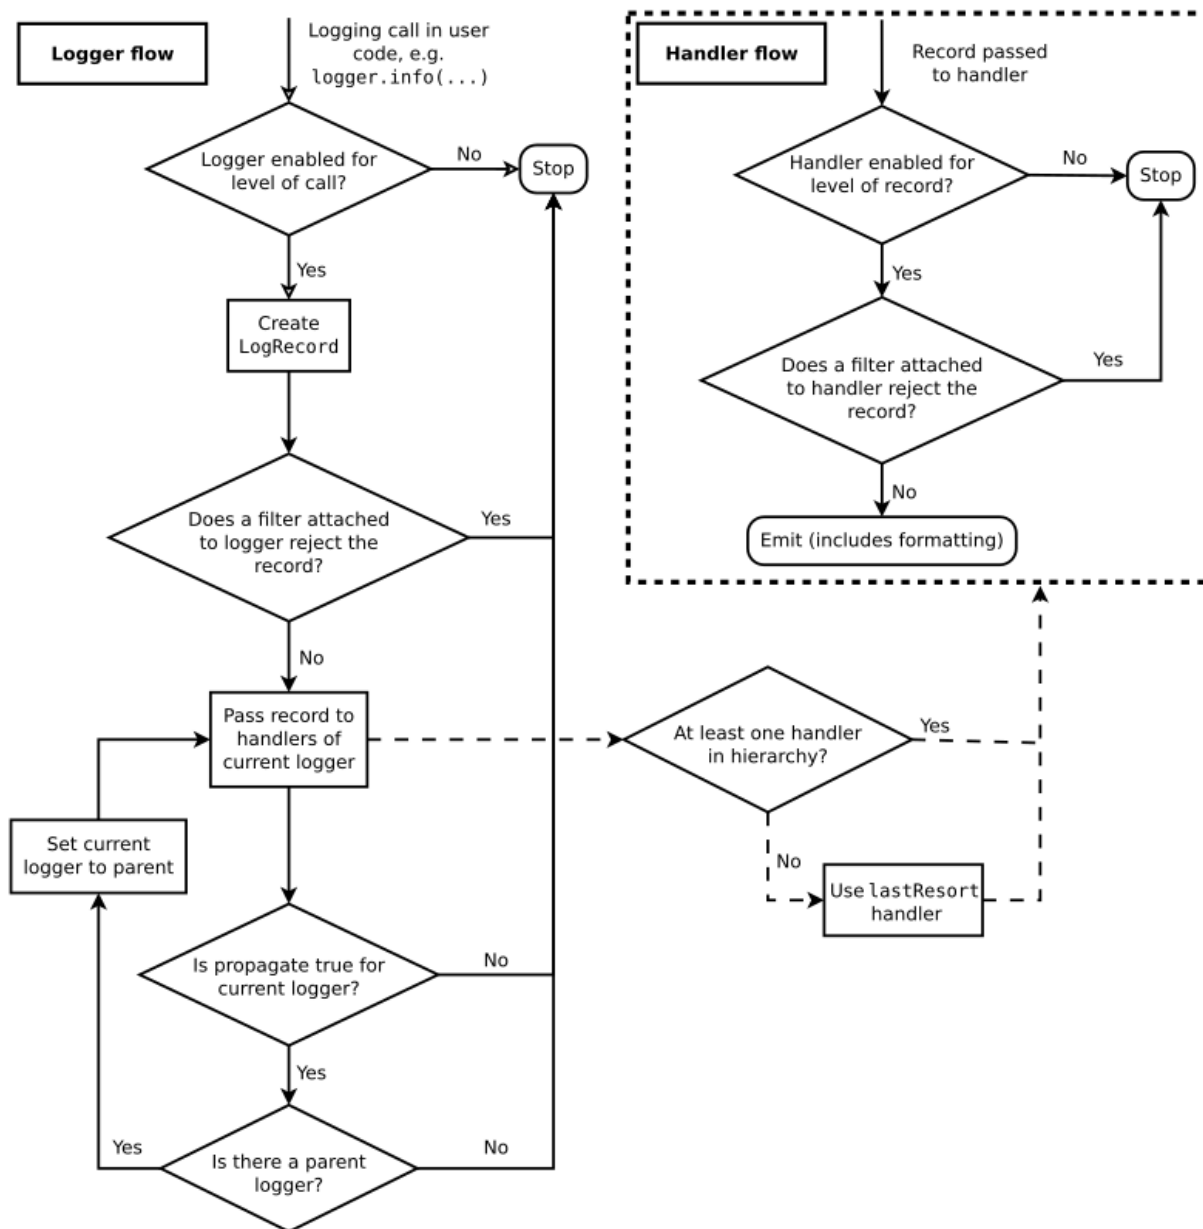 Logger flow
Logging call in user
code, e.g.
logger.info(...)
Logger enabled for
level of call?
No
Stop
Yes
Create
LogRecord
Does a filter attached
to logger reject the
record?
Yes
No
Pass record to
handlers of
current logger
Set current
logger to parent
Is propagate true for
current logger?
No
Yes
Is there a parent
logger?
Yes
No
At least one handler
in hierarchy?
Yes
No
Use lastResort
handler
Handler flow
Record passed
to handler
Handler enabled for
level of record?
No
Stop
Yes
Does a filter attached
to handler reject the
record?
Yes
No
Emit (includes formatting)